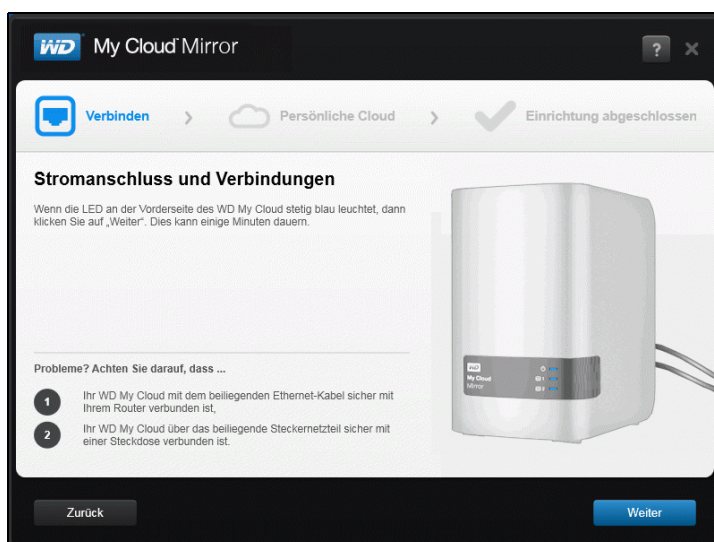 WD My Cloud Mirror
?
Verbinden
Persönliche Cloud
Einrichtung abgeschlossen
Stromanschluss und Verbindungen
Wenn die LED an der Vorderseite des WD My Cloud stetig blau leuchtet, dann
klicken Sie auf „Weiter“. Dies kann einige Minuten dauern.
WD
My Cloud
Mirror
1
2
Probleme? Achten Sie darauf, dass ...
1 Ihr WD My Cloud mit dem beiliegenden Ethernet-Kabel sicher mit
Ihrem Router verbunden ist,
2 Ihr WD My Cloud über das beiliegende Steckernetzteil sicher mit
einer Steckdose verbunden ist.
Zurück
Weiter